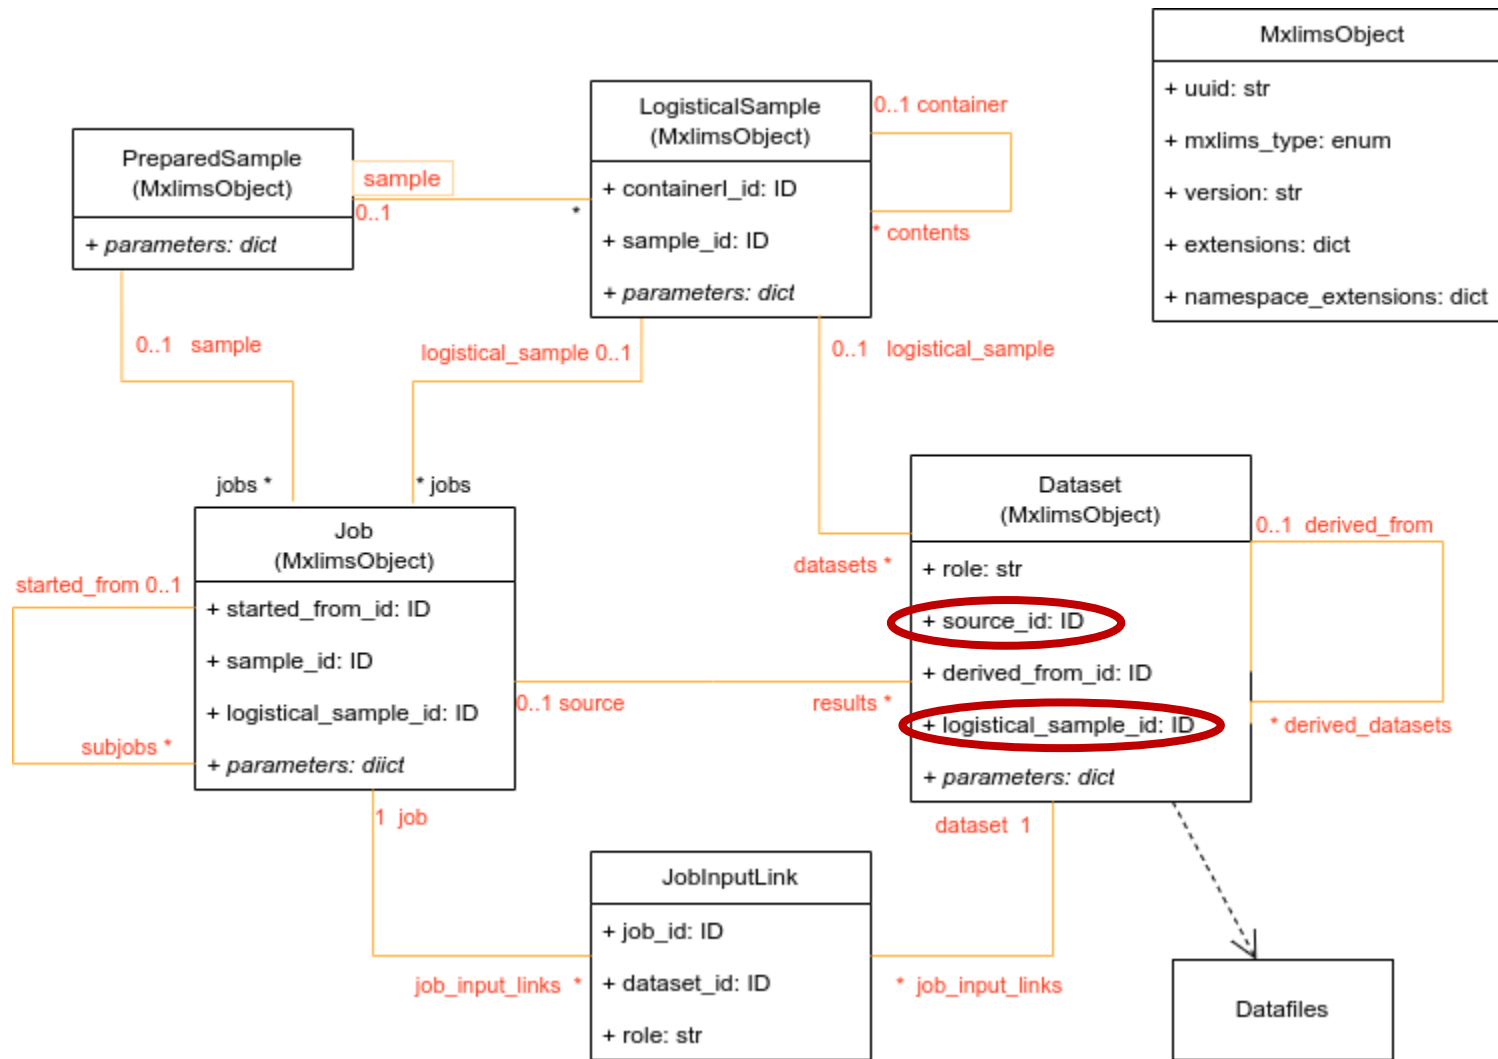 MxlimsObject
+ uuid: str
+ mxlims_type: enum
+ version: str
+ extensions: dict
+ namespace_extensions: dict
LogisticalSample
(MxlimsObject)
+ containerI_id: ID
+ sample_id: ID
+ parameters: dict
0..1 container
* contents
PreparedSample
(MxlimsObject)
+ parameters: dict
sample
0..1
*
0..1 sample
logistical_sample 0..1
0..1 logistical_sample
jobs *
* jobs
Job
(MxlimsObject)
+ started_from_id: ID
+ sample_id: ID
+ logistical_sample_id: ID
+ parameters: diict
started_from 0..1
subjobs *
0..1 source
results *
datasets *
Dataset
(MxlimsObject)
+ role: str
+ source_id: ID
+ derived_from_id: ID
+ logistical_sample_id: ID
+ parameters: dict
0..1 derived_from
* derived_datasets
1 job
dataset 1
JobInputLink
+ job_id: ID
+ dataset_id: ID
+ role: str
job_input_links *
* job_input_links
Datafiles